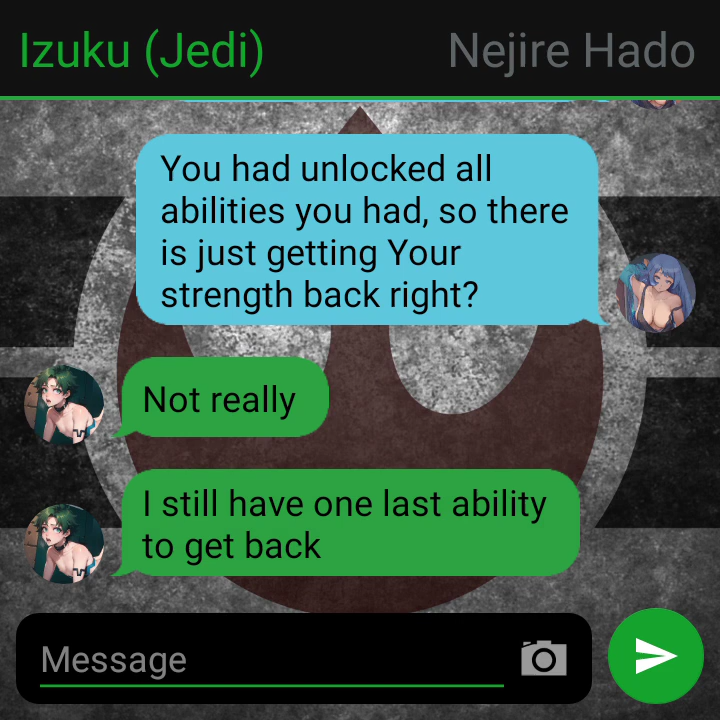 Izuku (Jedi)
Nejire Hado
You had unlocked all
abilities you had, so there
is just getting Your
strength back right?
Not really
I still have one last ability
to get back
Message